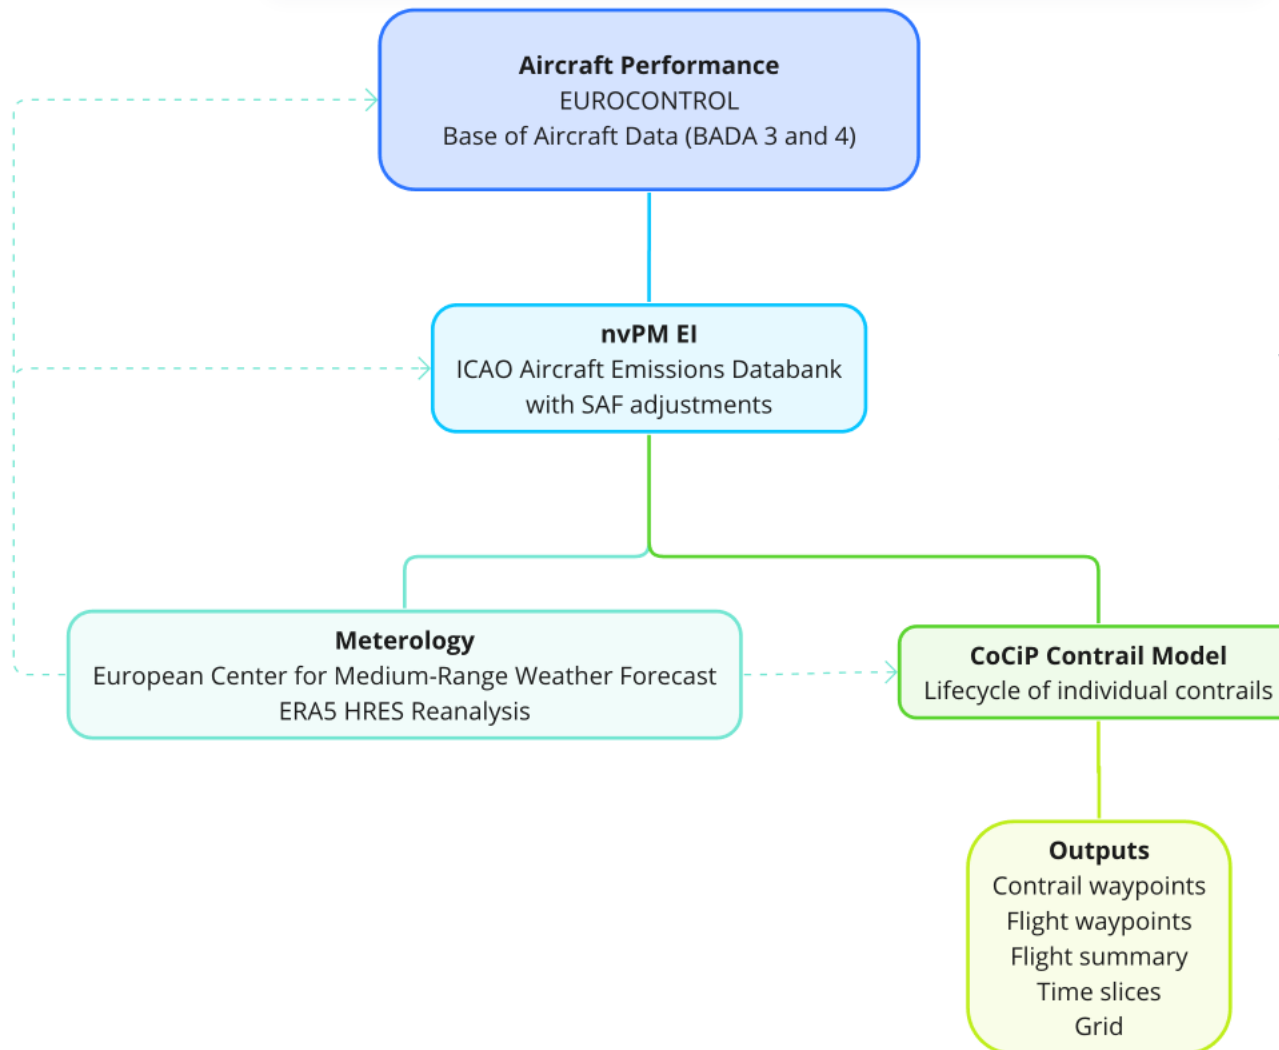 Aircraft Performance
EUROCONTROL
Base of Aircraft Data (BADA 3 and 4)
nvPM EI
ICAO Aircraft Emissions Databank
with SAF adjustments
Meterology
European Center for Medium-Range Weather Forecast
ERA5 HRES Reanalysis
CoCiP Contrail Model
Lifecycle of individual contrails
Outputs
Contrail waypoints
Flight waypoints
Flight summary
Time slices
Grid